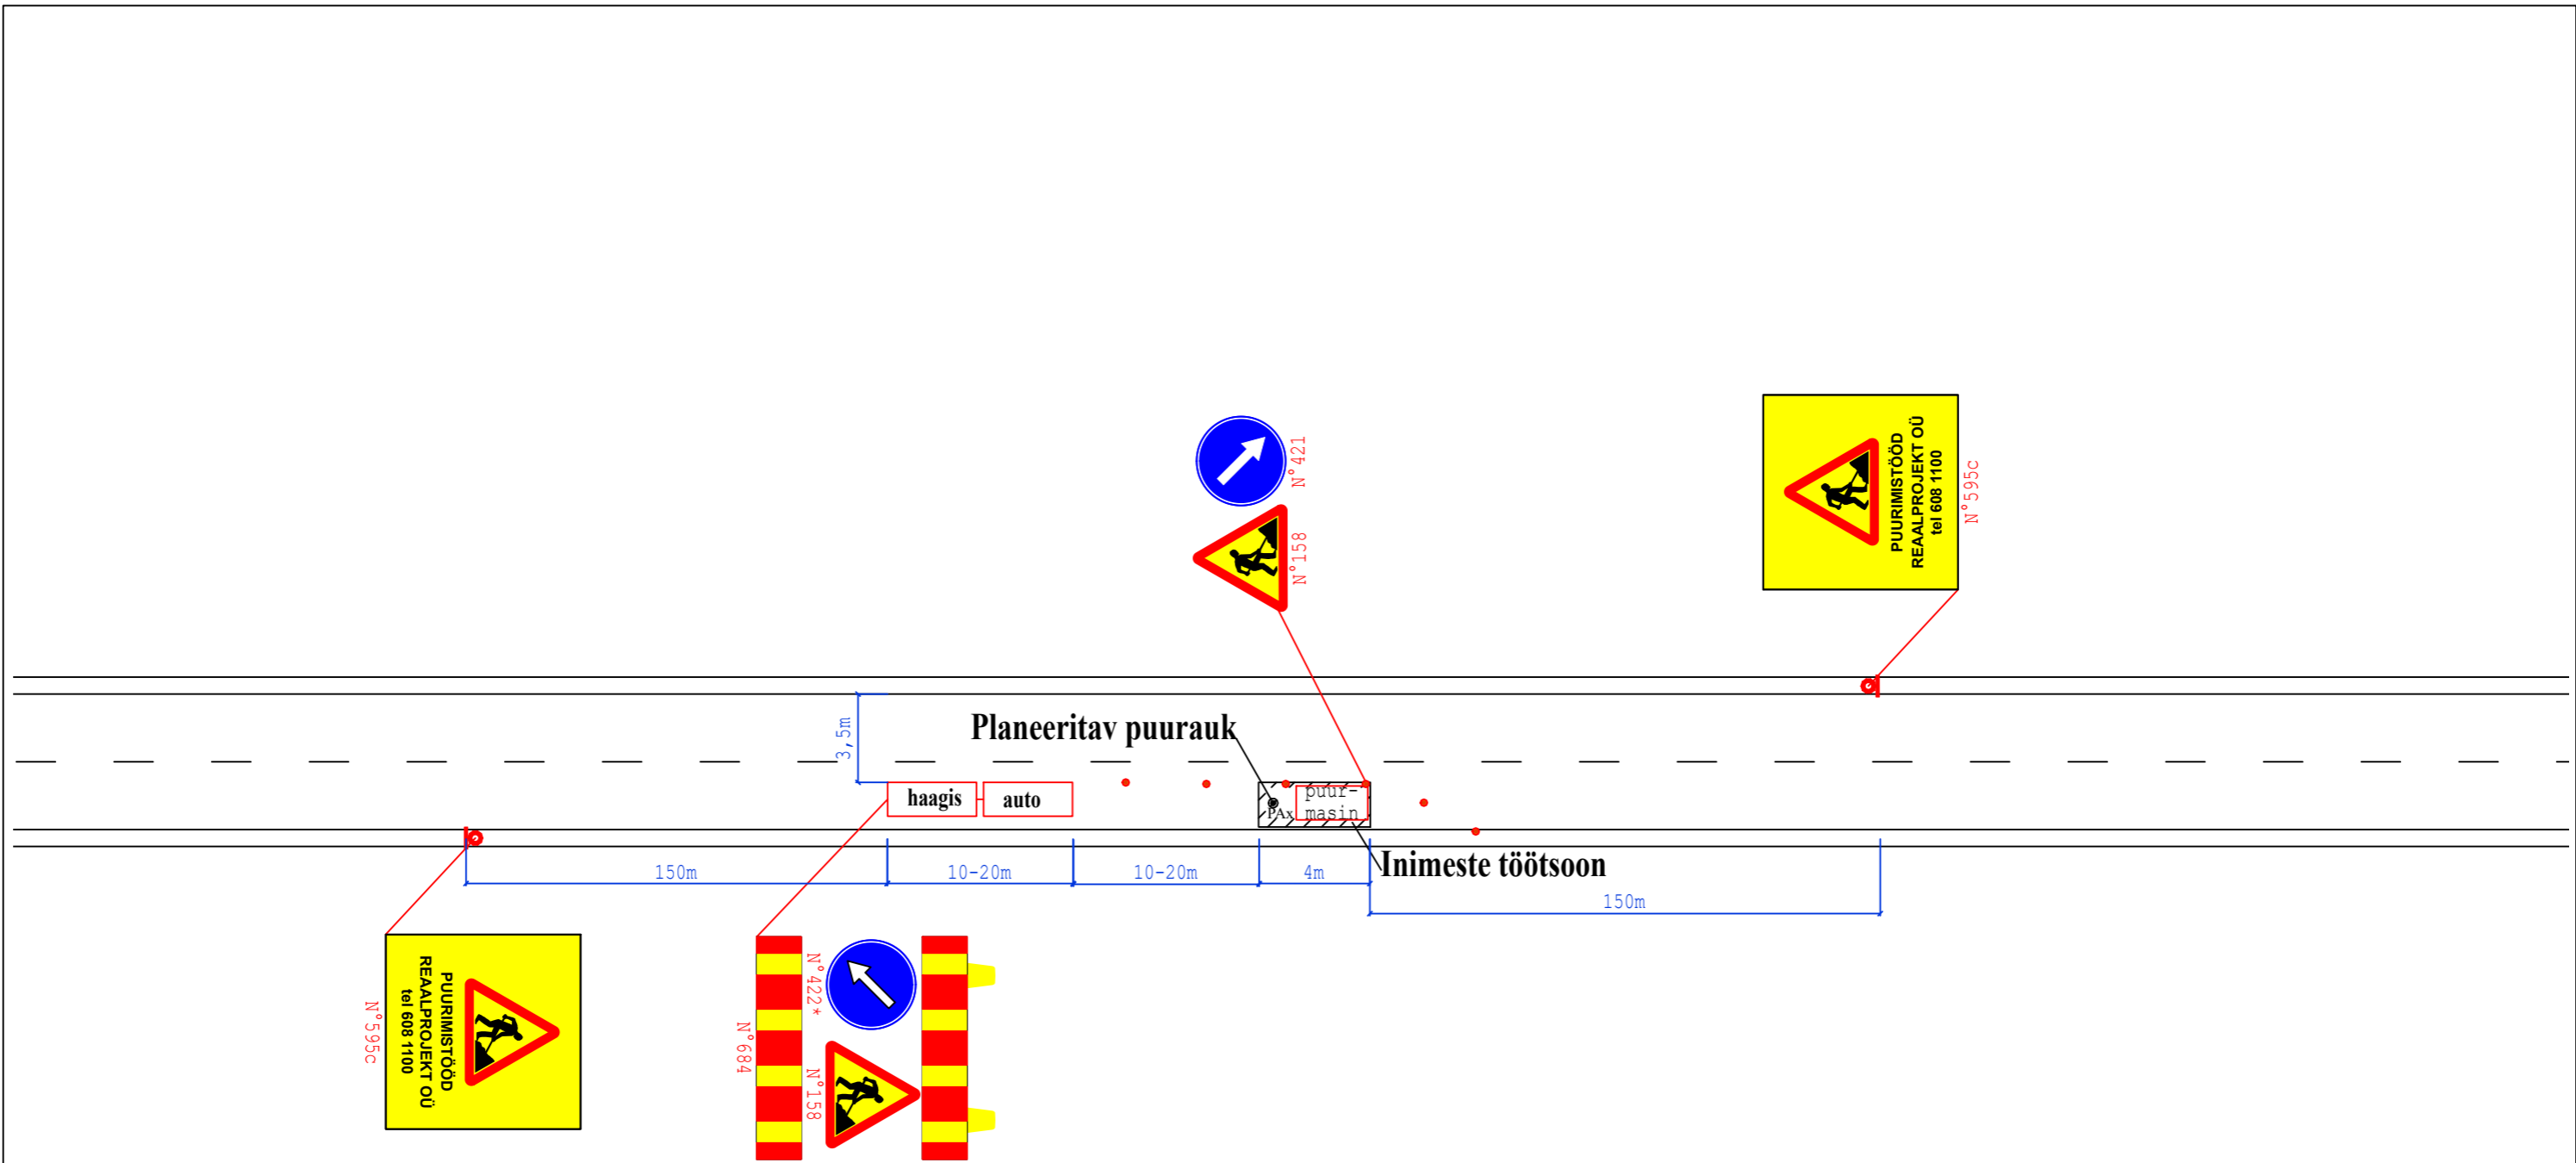 N°421
N°158
PUURIMISTÖÖD
REAALPROJEKT OÜ
tel 608 1100
N°595c
3,5m
Planeeritav puurauk
haagis
auto
PAx
puur-
masin
Inimeste töötsoon
150m
10-20m
10-20m
4m
150m
PUURIMISTÖÖD
REAALPROJEKT OÜ
tel 608 1100
N°595c
N°422*
N°158
N°684